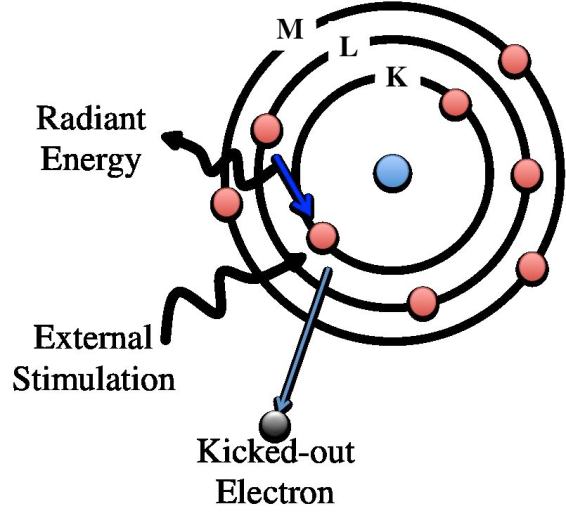 M
L
K
Radiant
Energy
External
Stimulation
Kicked-out
Electron